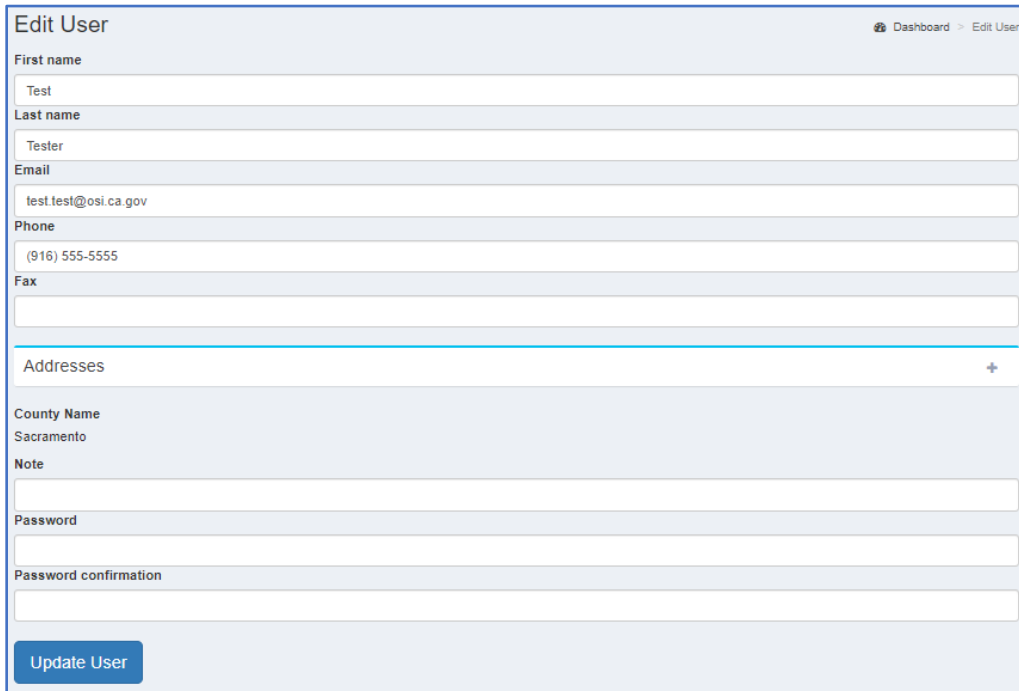 Edit User
Dashboard > Edit User
First name
Test
Last name
Tester
Email
test.test@osi.ca.gov
Phone
(916) 555-5555
Fax
Addresses +
County Name
Sacramento
Note
Password
Password confirmation
Update User